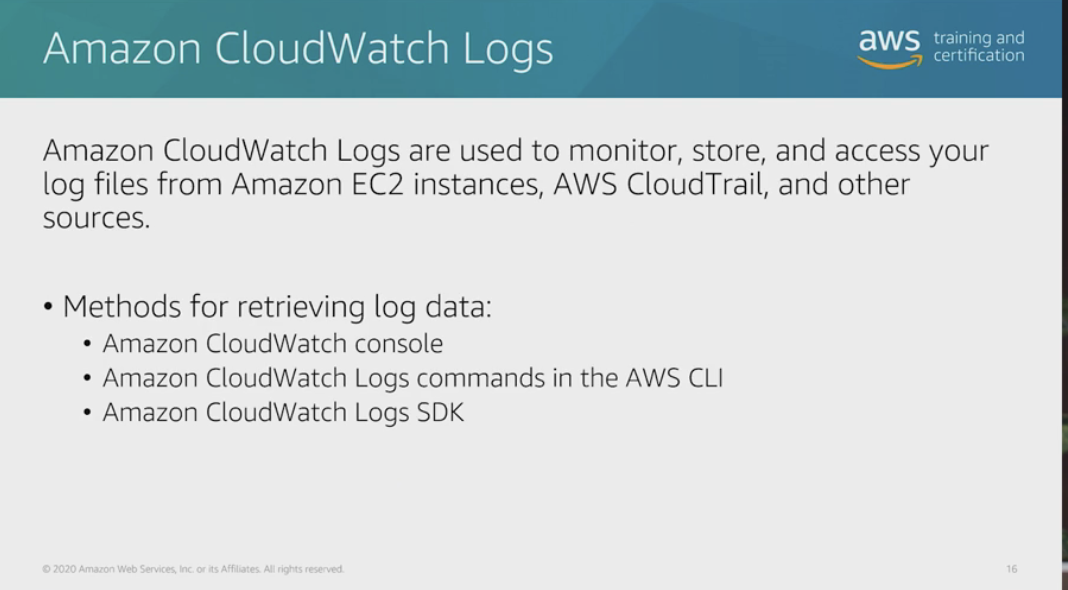 Amazon CloudWatch Logs
aws training and
certification
Amazon CloudWatch Logs are used to monitor, store, and access your
log files from Amazon EC2 instances, AWS CloudTrail, and other
sources.
• Methods for retrieving log data:
• Amazon CloudWatch console
• Amazon CloudWatch Logs commands in the AWS CLI
• Amazon CloudWatch Logs SDK
© 2020 Amazon Web Services, Inc. or its Affiliates. All rights reserved.
16